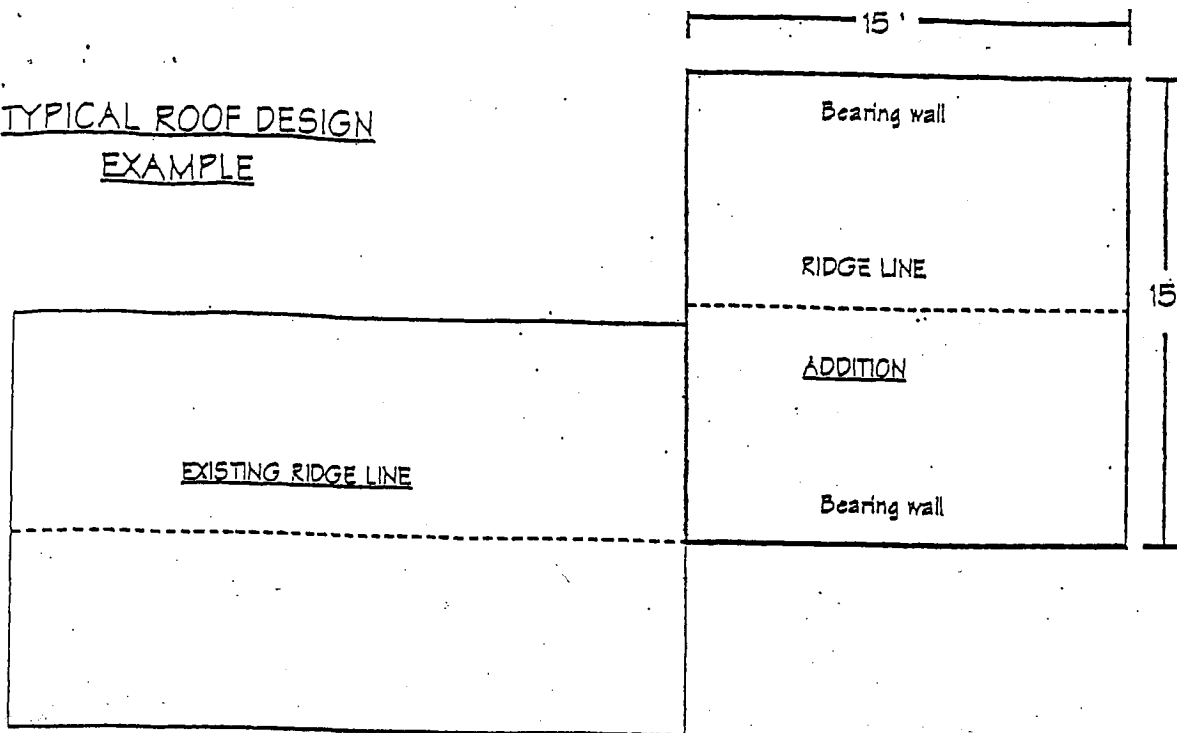 15 '
TYPICAL ROOF DESIGN
EXAMPLE
Bearing wall
RIDGE LINE
15
ADDITION
EXISTING RIDGE LINE
Bearing wall